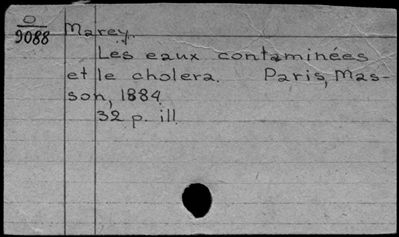 O
9088
Marey.
Les eaux contaminées
et le cholera. Paris, Mas-
son, 1884
32 p. ill.